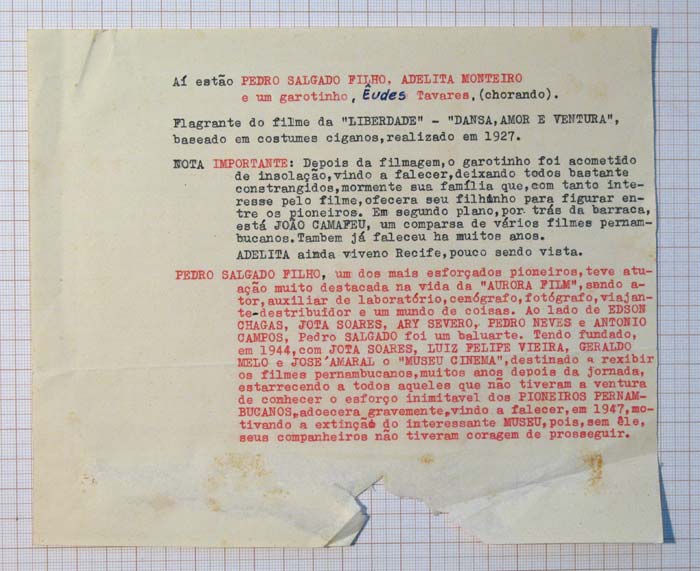 Aí estão PEDRO SALGADO FILHO, ADELITA MONTEIRO
e um garotinho, Êudes Tavares, (chorando).
Flagrante do filme da "LIBERDADE" - "DANSA,AMOR E VENTURA",
baseado em costumes ciganos,realizado em 1927.
NOTA IMPORTANTE: Depois da filmagem,o garotinho foi acometido
de insolação,vindo a falecer,deixando todos bastante
constrangidos,mormente sua família que,com tanto inte-
resse pelo filme,ofecera seu filhinho para figurar en-
tre os pioneiros. Em segundo plano,por trás da barraca,
está JOÃO CAMAFEU, um comparsa de vários filmes pernam-
bucanos.Tambem já faleceu ha muitos anos.
ADELITA ainda viveno Recife,pouco sendo vista.
PEDRO SALGADO FILHO, um dos mais esforçados pioneiros,teve atu-
ação muito destacada na vida da "AURORA FILM",sendo a-
tor,auxiliar de laboratório,cenógrafo,fotógrafo,viajan-
te-destribuidor e um mundo de coisas. Ao lado de EDSON
CHAGAS, JOTA SOARES, ARY SEVERO, PEDRO NEVES e ANTONIO
CAMPOS, Pedro SALGADO foi um baluarte. Tendo fundado,
em 1944,com JOTA SOARES, LUIZ FELIPE VIEIRA, GERALDO
MELO e JOSÉ AMARAL o "MUSEU CINEMA",destinado a rexibir
os filmes pernambucanos,muitos anos depois da jornada,
estarrecendo a todos aqueles que não tiveram a ventura
de conhecer o esforço inimitavel dos PIONEIROS PERNAM-
BUCANOS,adoecera gravemente,vindo a falecer,em 1947,mo-
tivando a extinção do interessante MUSEU,pois,sem êle,
seus companheiros não tiveram coragem de prosseguir.